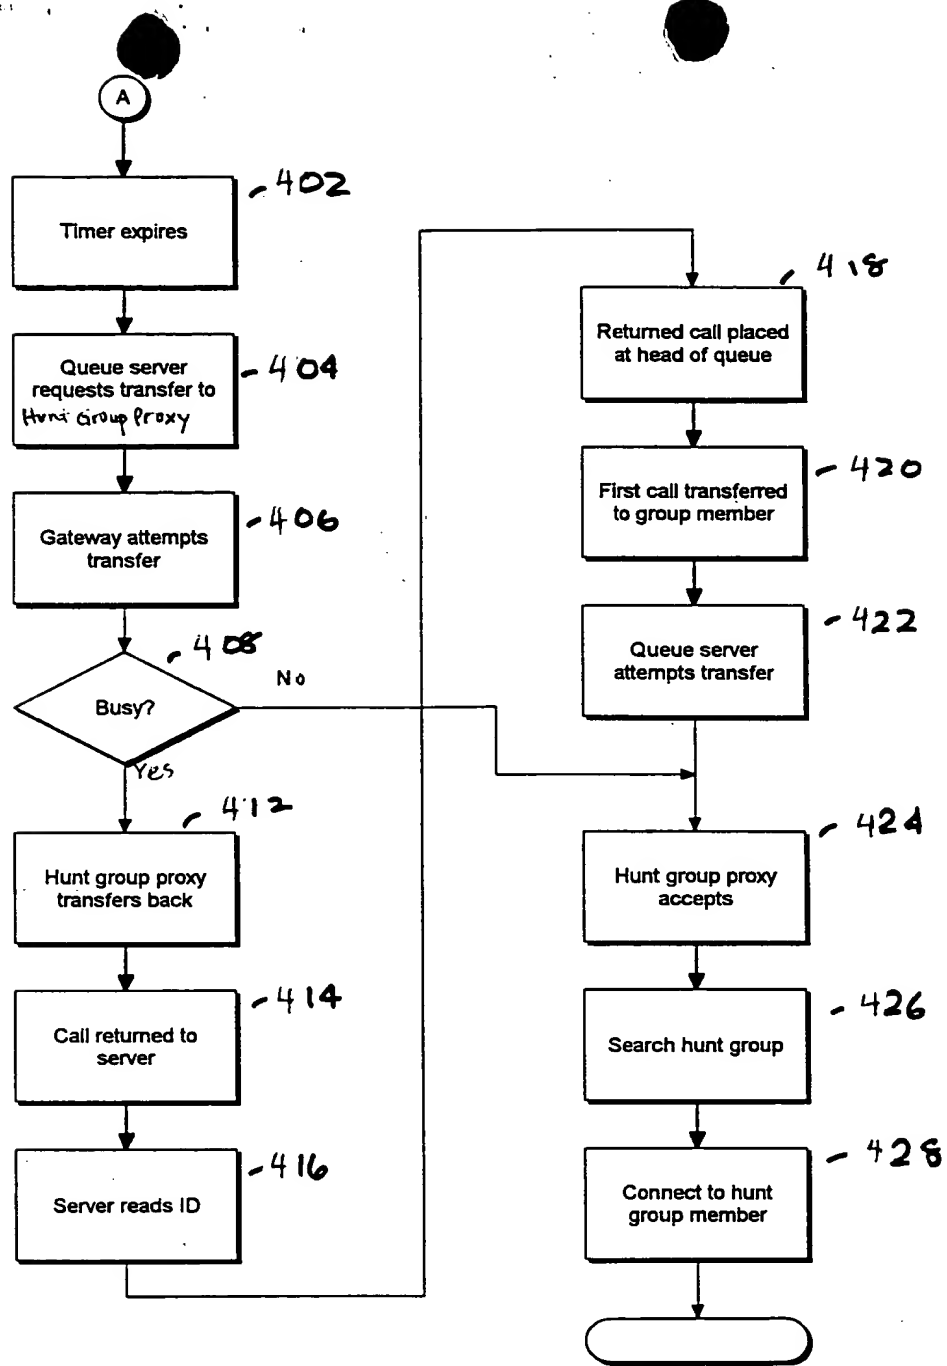 A
402
Timer expires
404
Queue server
requests transfer to
Hunt Group Proxy
406
Gateway attempts
transfer
408
Busy?
No
Yes
412
Hunt group proxy
transfers back
414
Call returned to
server
416
Server reads ID
418
Returned call placed
at head of queue
420
First call transferred
to group member
422
Queue server
attempts transfer
424
Hunt group proxy
accepts
426
Search hunt group
428
Connect to hunt
group member